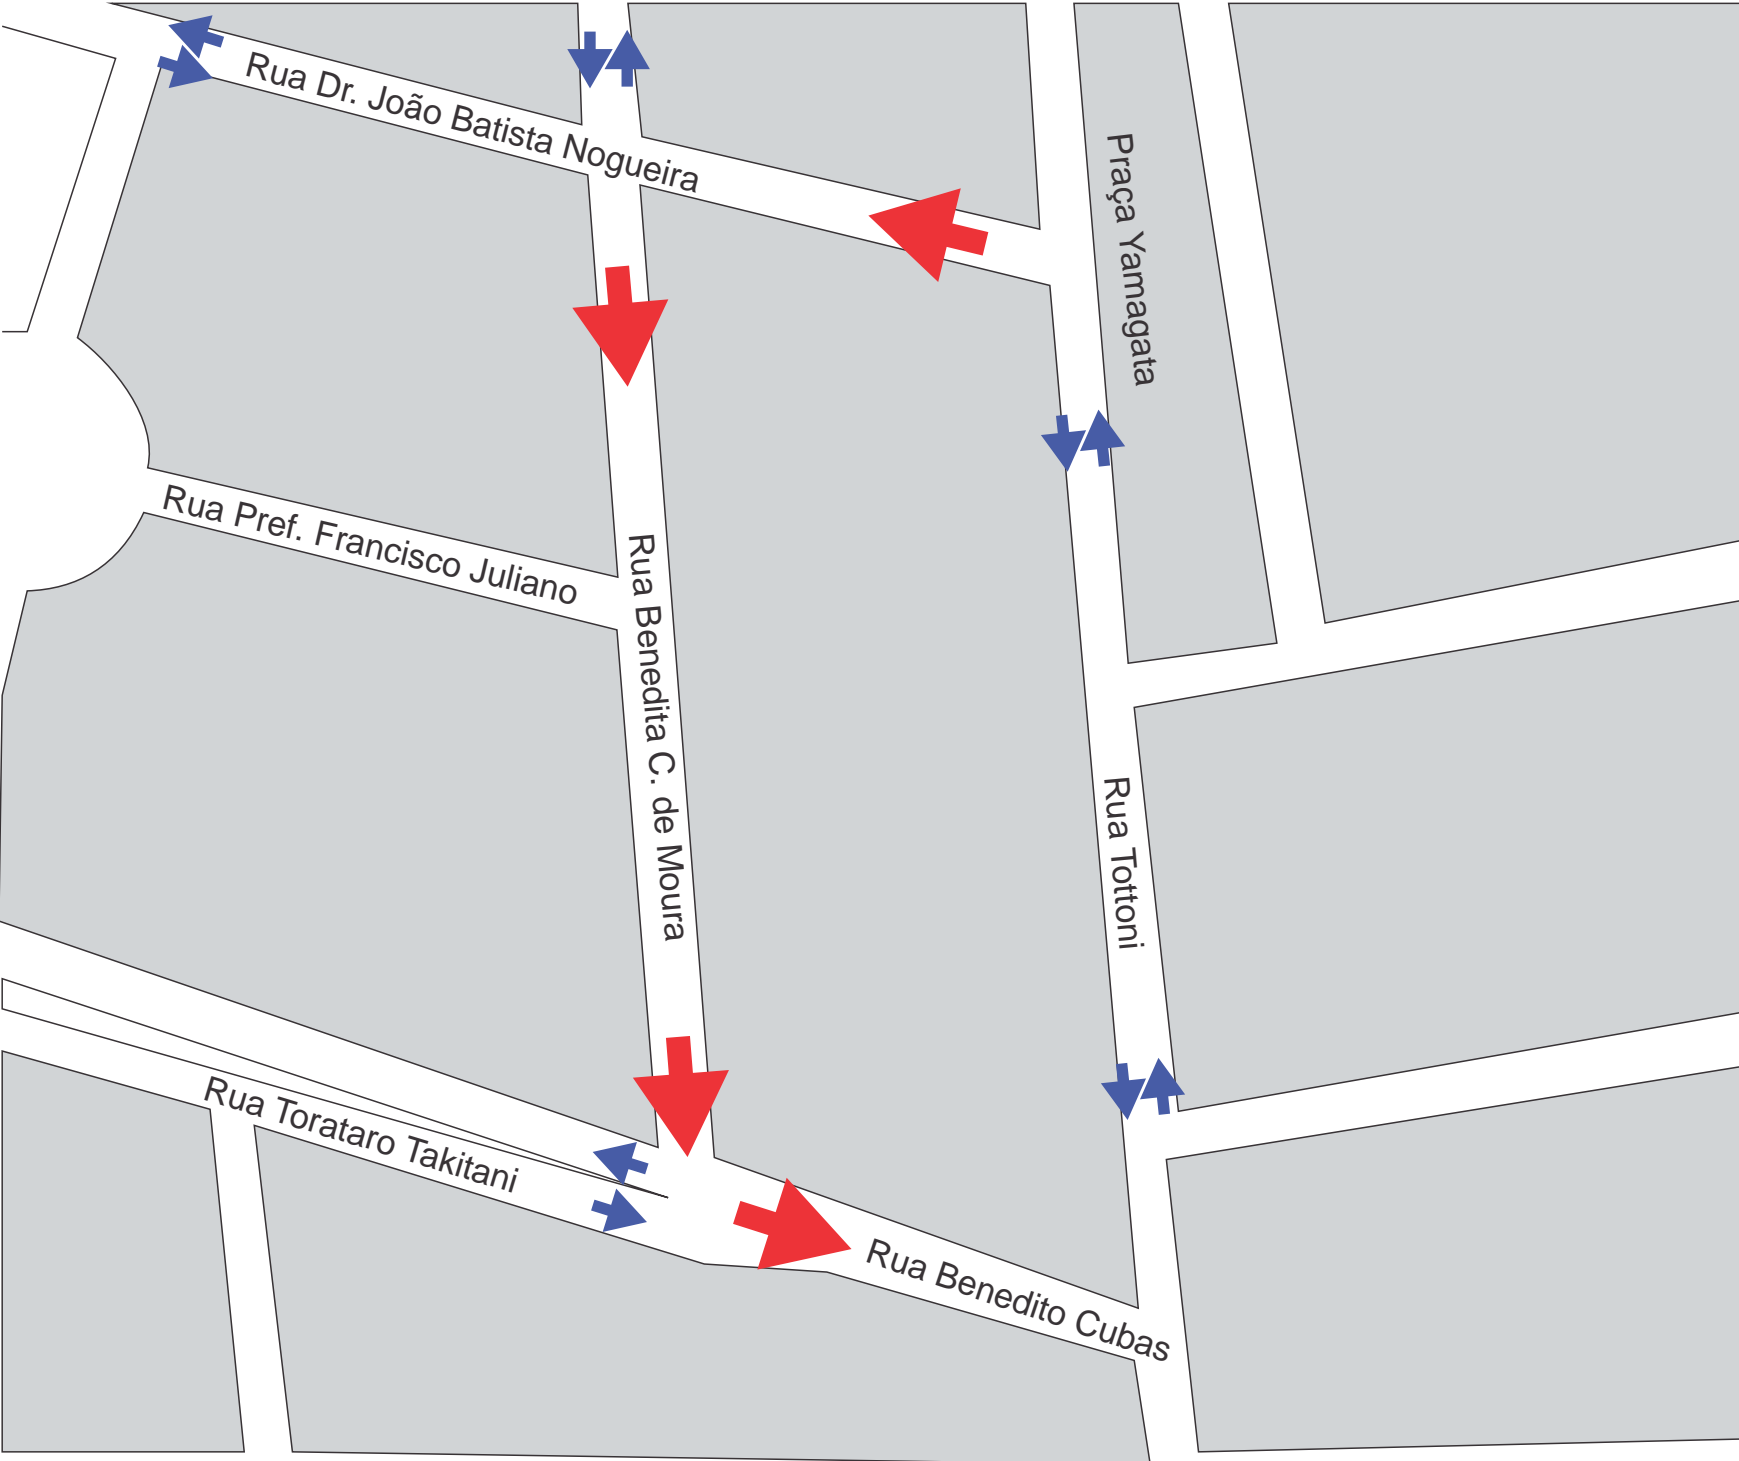 Rua Dr. João Batista Nogueira
Praça Yamagata
Rua Pref. Francisco Juliano
Rua Benedita C. de Moura
Rua Tottoni
Rua Torataro Takitani
Rua Benedito Cubas